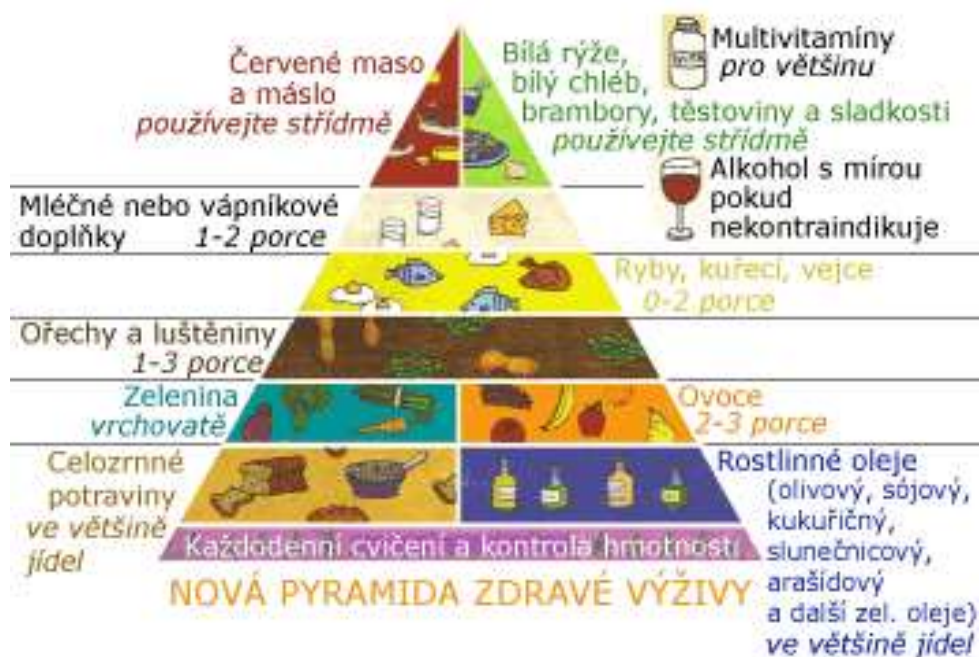 Červené maso
a máslo
používejte střídmě
Bílá rýže,
bílý chléb,
brambory, těstoviny a sladkosti
používejte střídmě
Multivitamíny
pro většinu
Alkohol s mírou
pokud
nekontraindikuje
Mléčné nebo vápníkové
doplňky 1-2 porce
Ryby, kuřecí, vejce
0-2 porce
Ořechy a luštěniny
1-3 porce
Zelenina
vrchovatě
Ovoce
2-3 porce
Celozrnné
potraviny
ve většině
jídel
Rostlinné oleje
(olivový, sójový,
kukuřičný,
slunečnicový,
arašídový
a další zel. oleje)
ve většině jídel
Každodenní cvičení a kontrola hmotnosti
NOVÁ PYRAMIDA ZDRAVÉ VÝŽIVY